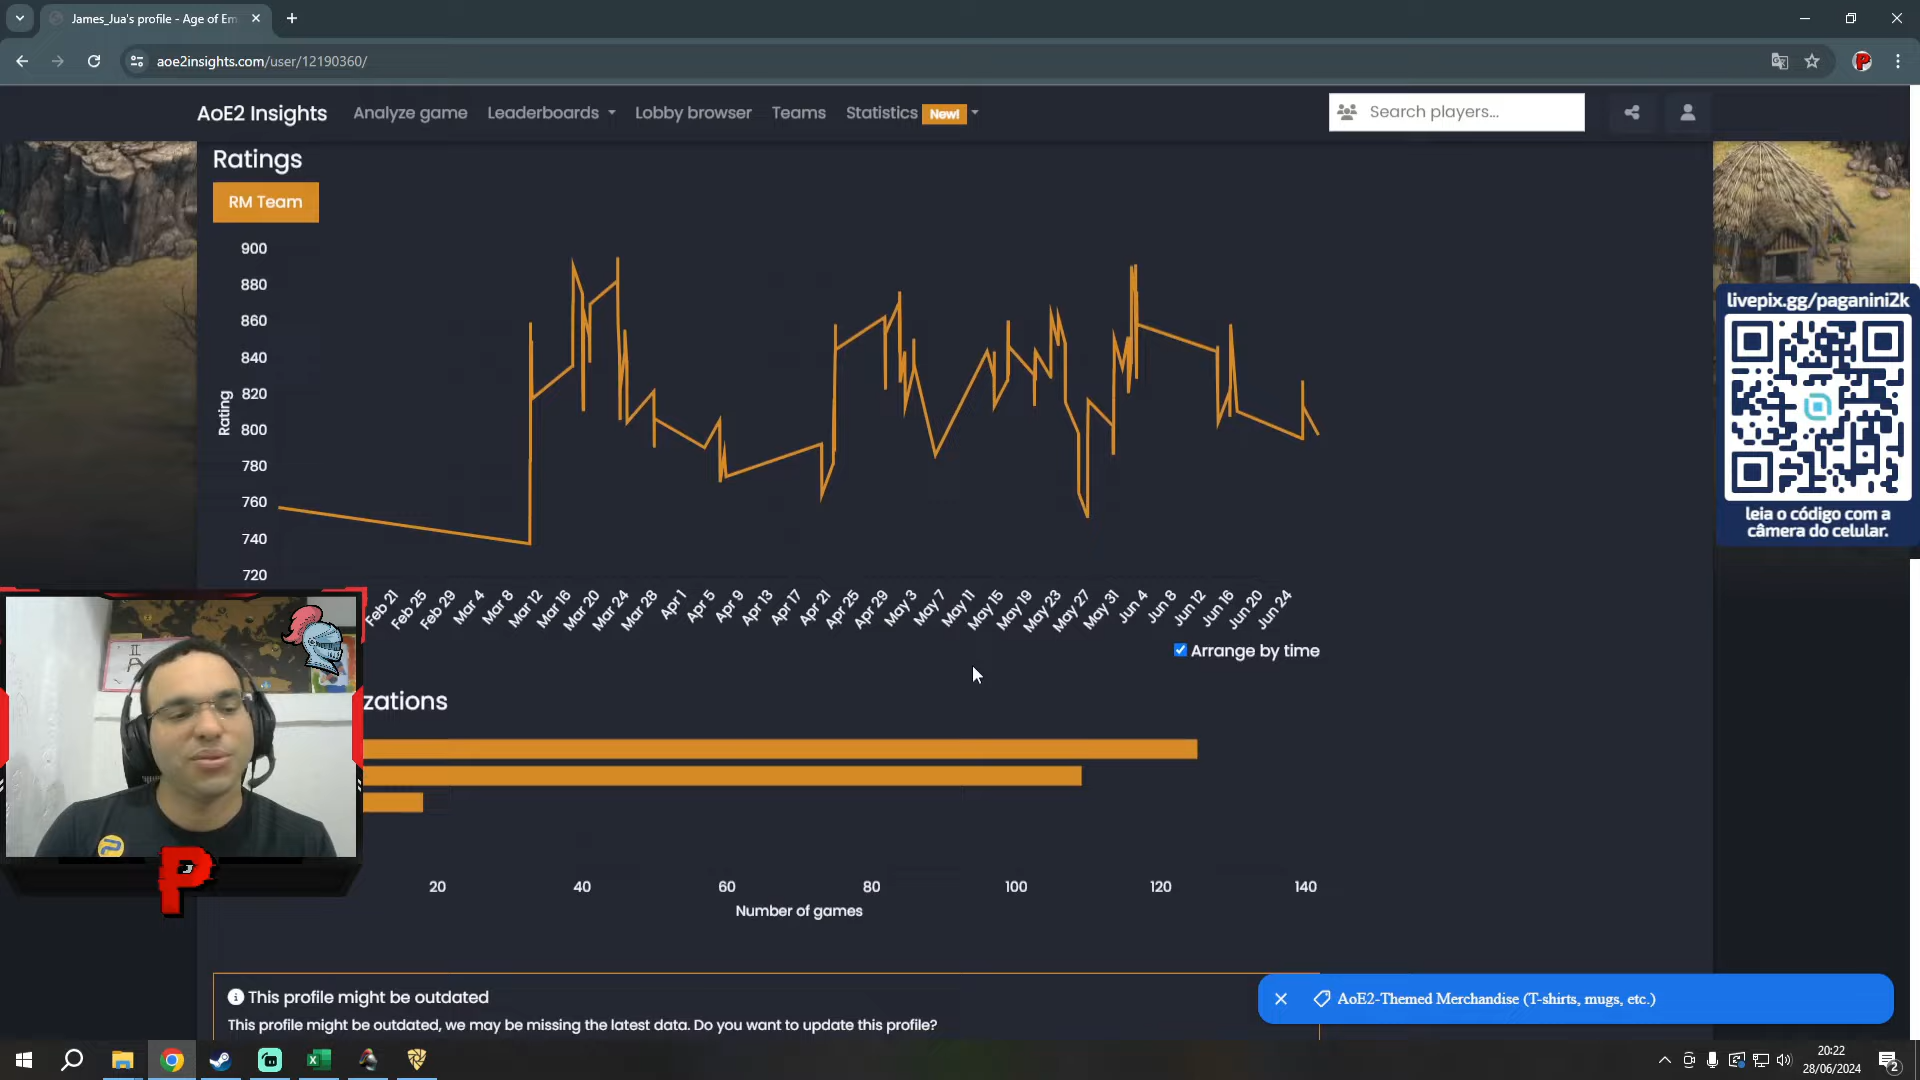 James_Jua's profile - Age of Em
aoe2insights.com/user/12190360/
AoE2 Insights
Analyze game
Leaderboards
Lobby browser
Teams
Statistics New!
Search players...
Ratings
RM Team
900
880
860
840
820
800
780
760
740
720
Rating
Feb 21
Feb 25
Feb 29
Mar 4
Mar 8
Mar 12
Mar 16
Mar 20
Mar 24
Mar 28
Apr 1
Apr 5
Apr 9
Apr 13
Apr 17
Apr 21
Apr 25
Apr 29
May 3
May 7
May 11
May 15
May 19
May 23
May 27
May 31
Jun 4
Jun 8
Jun 12
Jun 16
Jun 20
Jun 24
Arrange by time
livepix.gg/paganini2k
leia o código com a
câmera do celular.
zations
20
40
60
80
100
120
140
Number of games
This profile might be outdated
This profile might be outdated, we may be missing the latest data. Do you want to update this profile?
AoE2-Themed Merchandise (T-shirts, mugs, etc.)
P
20:22
28/06/2024
2